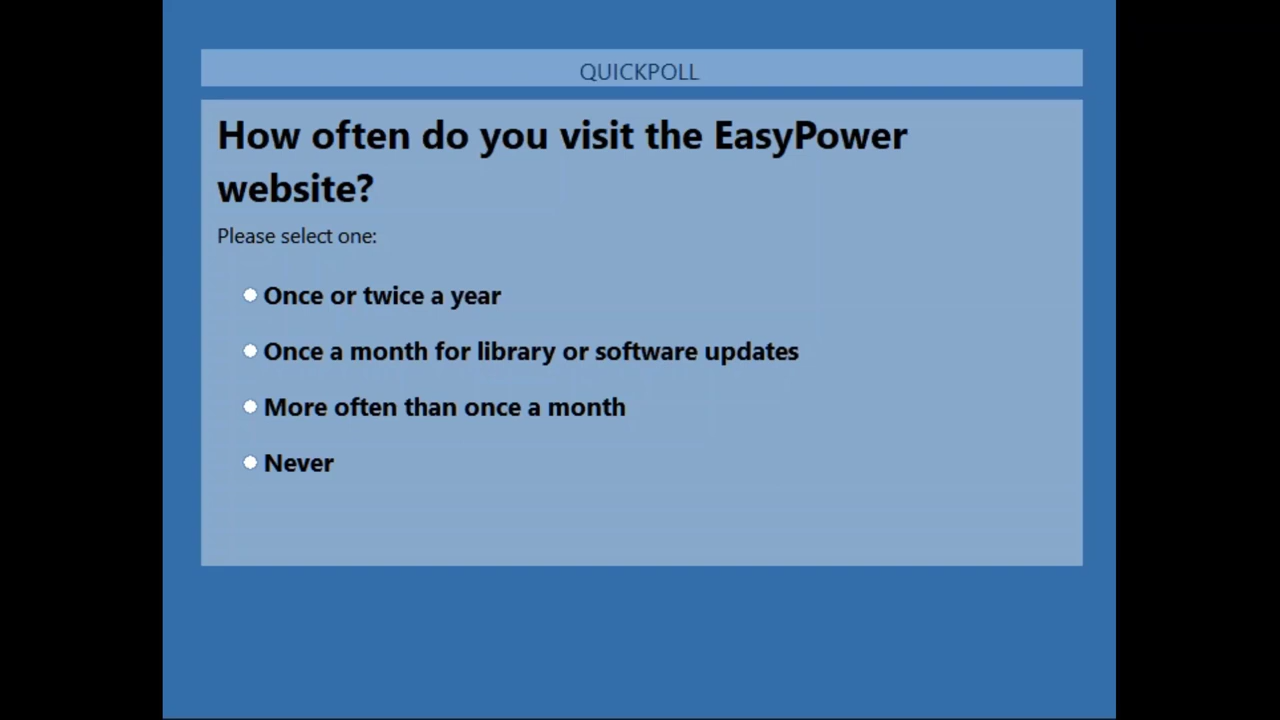 QUICKPOLL
How often do you visit the EasyPower
website?
Please select one:
Once or twice a year
Once a month for library or software updates
More often than once a month
Never